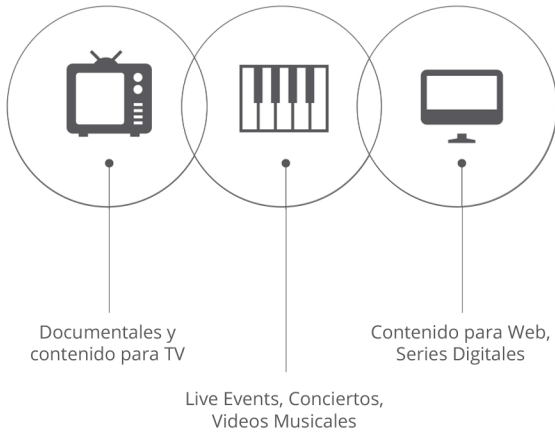 Documentales y
contenido para TV
Contenido para Web,
Series Digitales
Live Events, Conciertos,
Videos Musicales